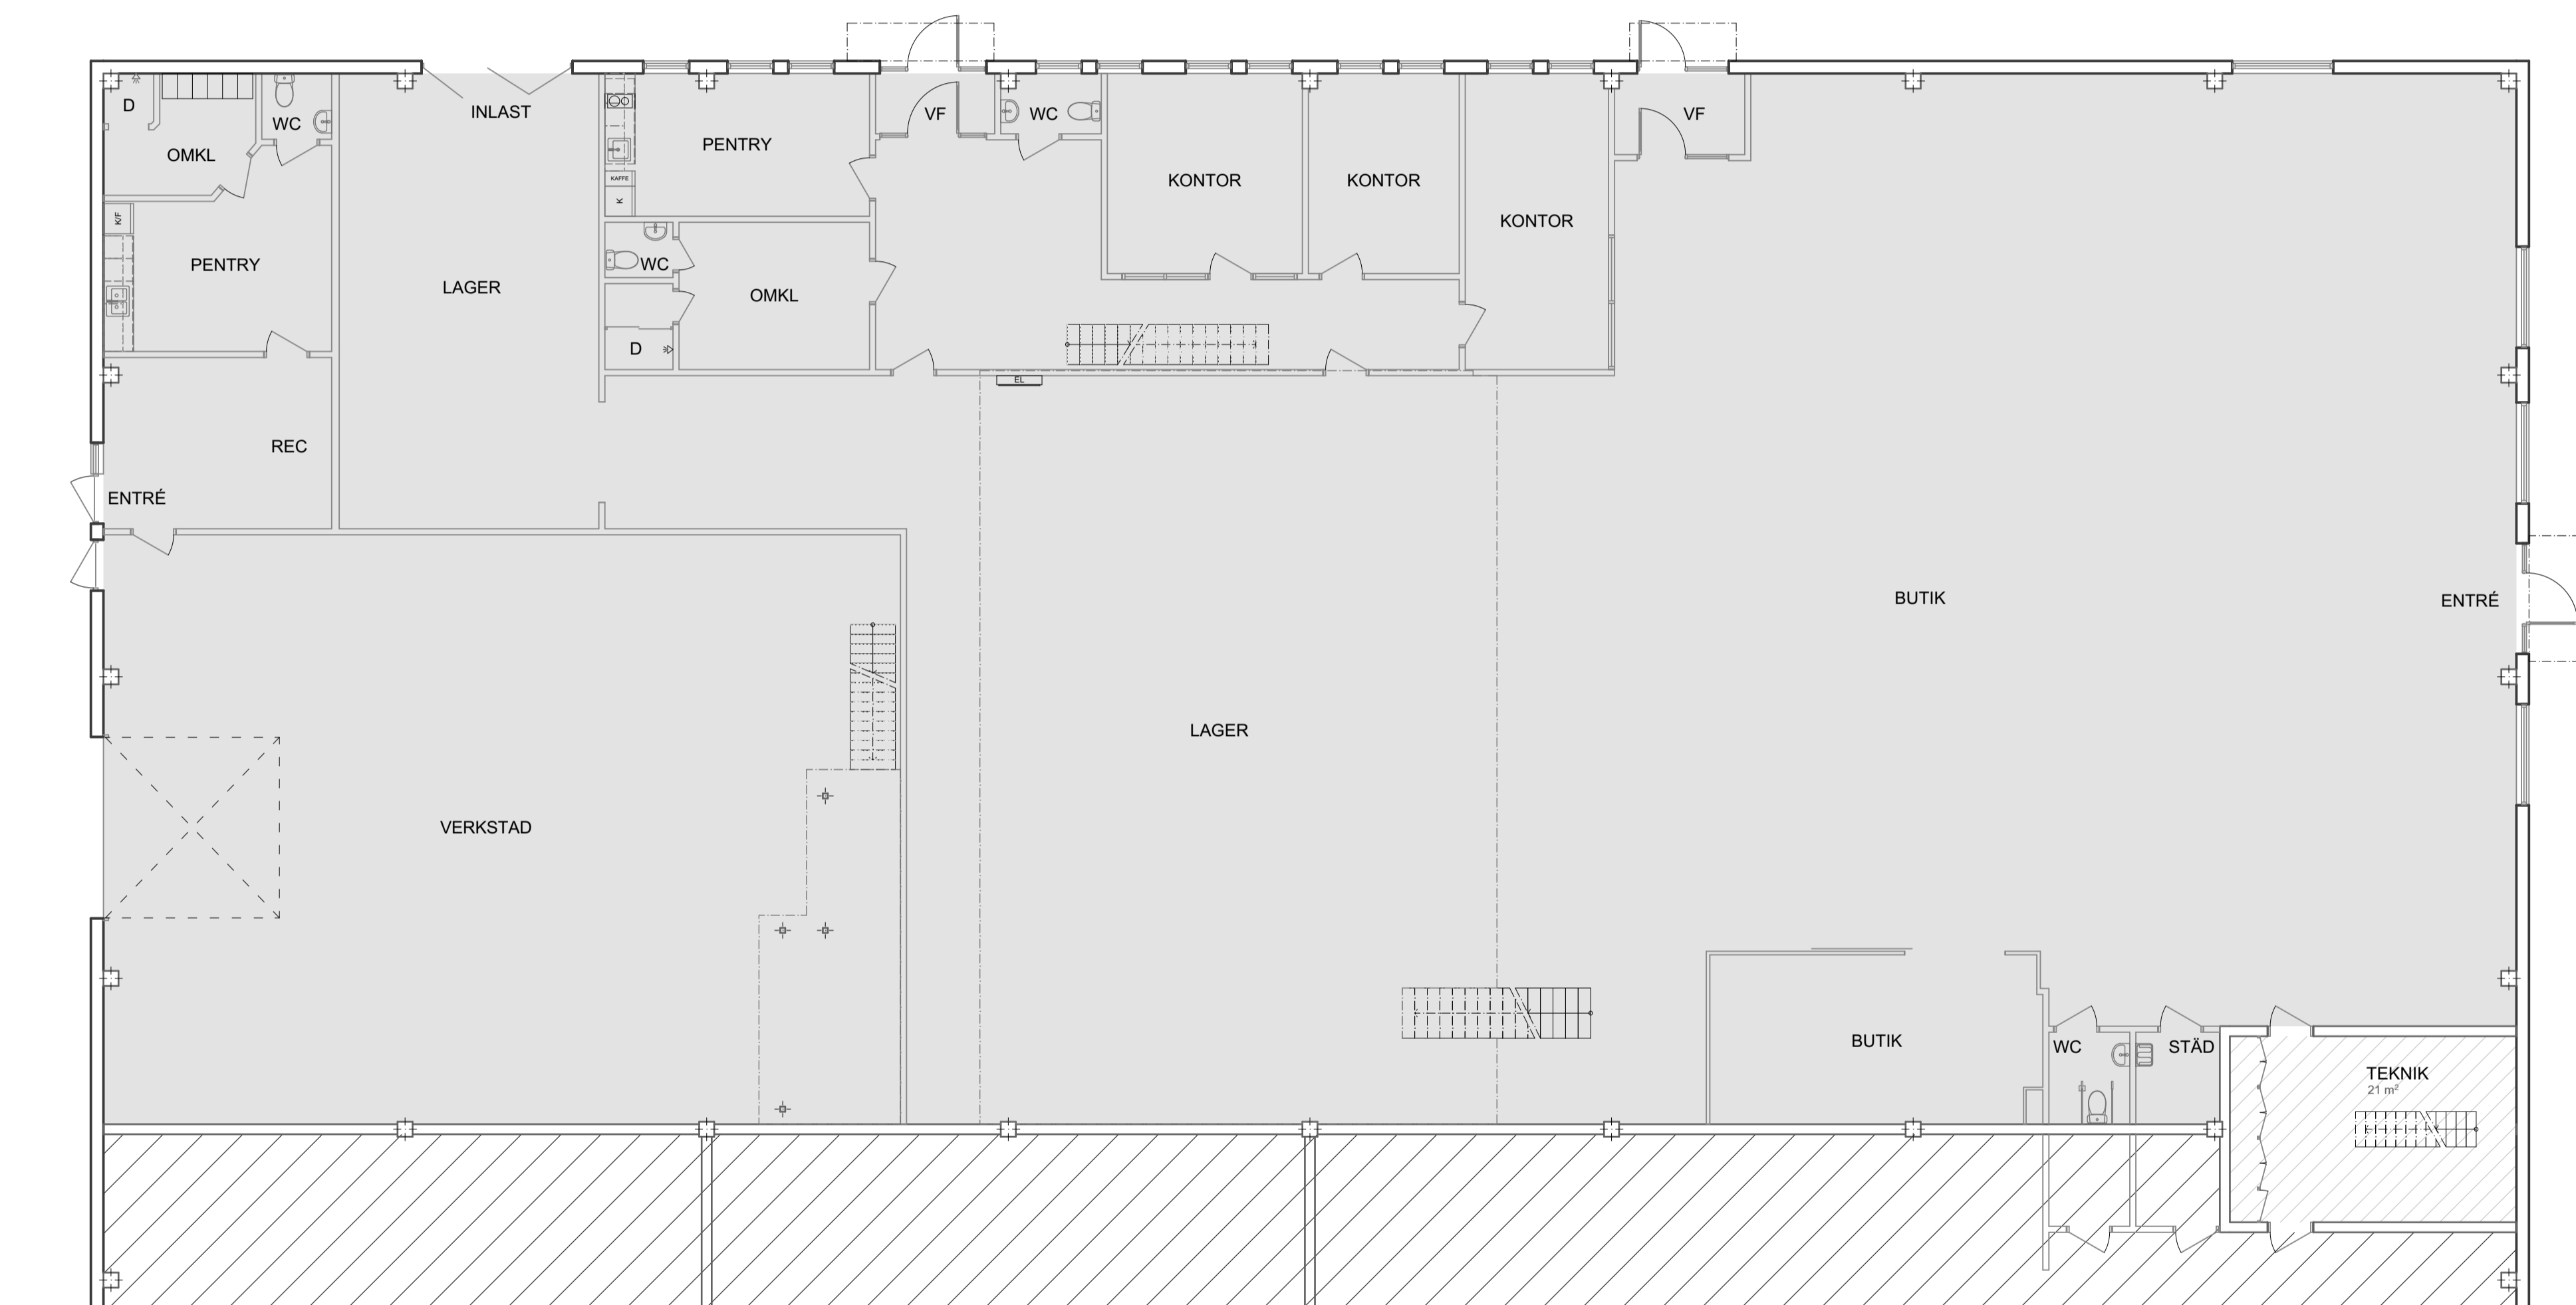 D
WC
OMKL
K/F
PENTRY
REC
ENTRÉ
INLAST
LAGER
KAFFE
K
PENTRY
WC
OMKL
D
VF
WC
KONTOR
KONTOR
KONTOR
VF
EL
BUTIK
ENTRÉ
LAGER
VERKSTAD
BUTIK
WC
STÄD
TEKNIK
21 m²